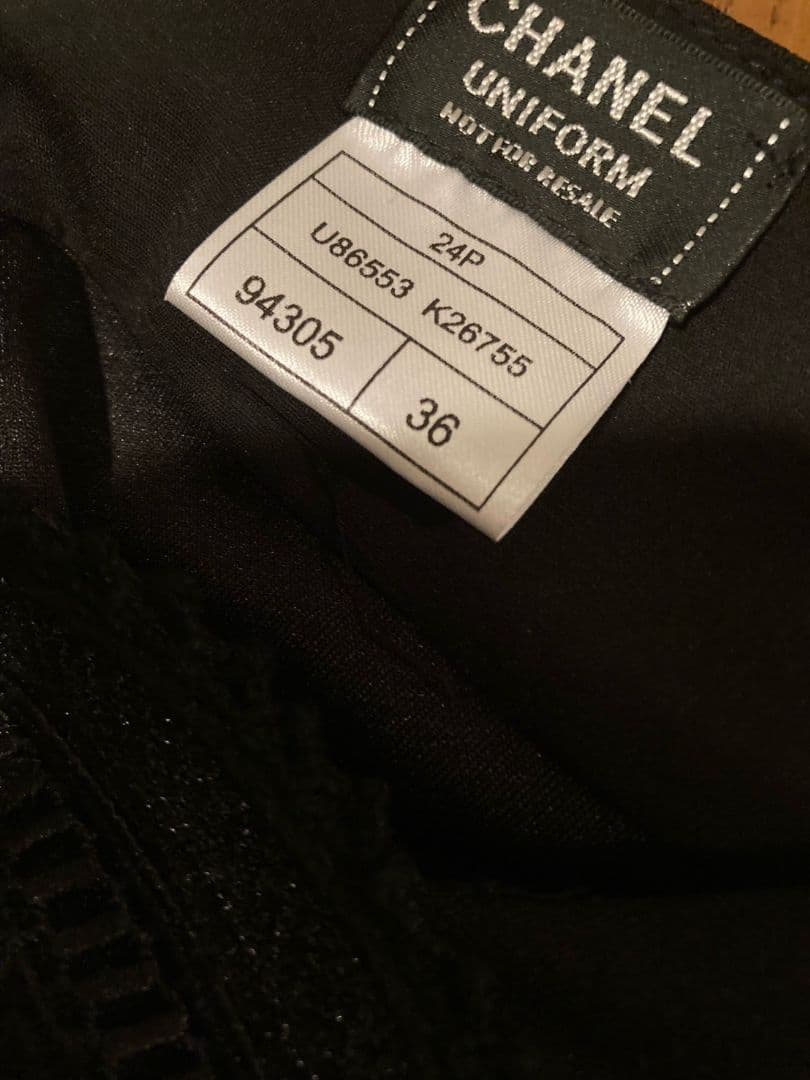 CHANEL
UNIFORM
NOT FOR RESALE
24P
U86553 K26755
94305
36